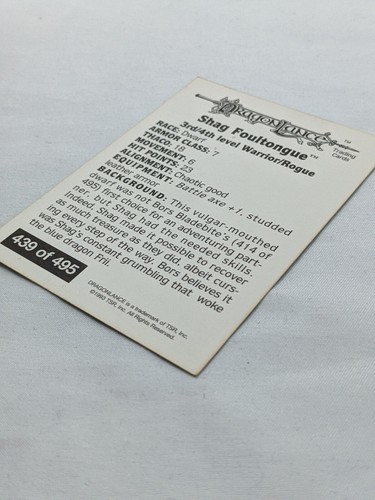 DRAGONLANCE
™
Trading
Cards
Shag Foultongue™
3rd/4th level Warrior/Rogue
RACE: Dwarf
ARMOR CLASS: 7
THAC0: 18
MOVEMENT: 6
HIT POINTS: 23
ALIGNMENT: Chaotic good
EQUIPMENT: Battle axe +1, studded
leather armor
BACKGROUND: This vulgar-mouthed
dwarf was not Bors Bladebite's (414 of
495) first choice for an adventuring part-
ner, but Shag had the needed skills.
Indeed, Shag made it possible to recover
as much treasure as they did, albeit curs-
ing every step of the way. Bors believes it
was Shag's constant grumbling that woke
the blue dragon Frii.
439 of 495
DRAGONLANCE is a trademark of TSR, Inc.
©1993 TSR, Inc. All Rights Reserved.